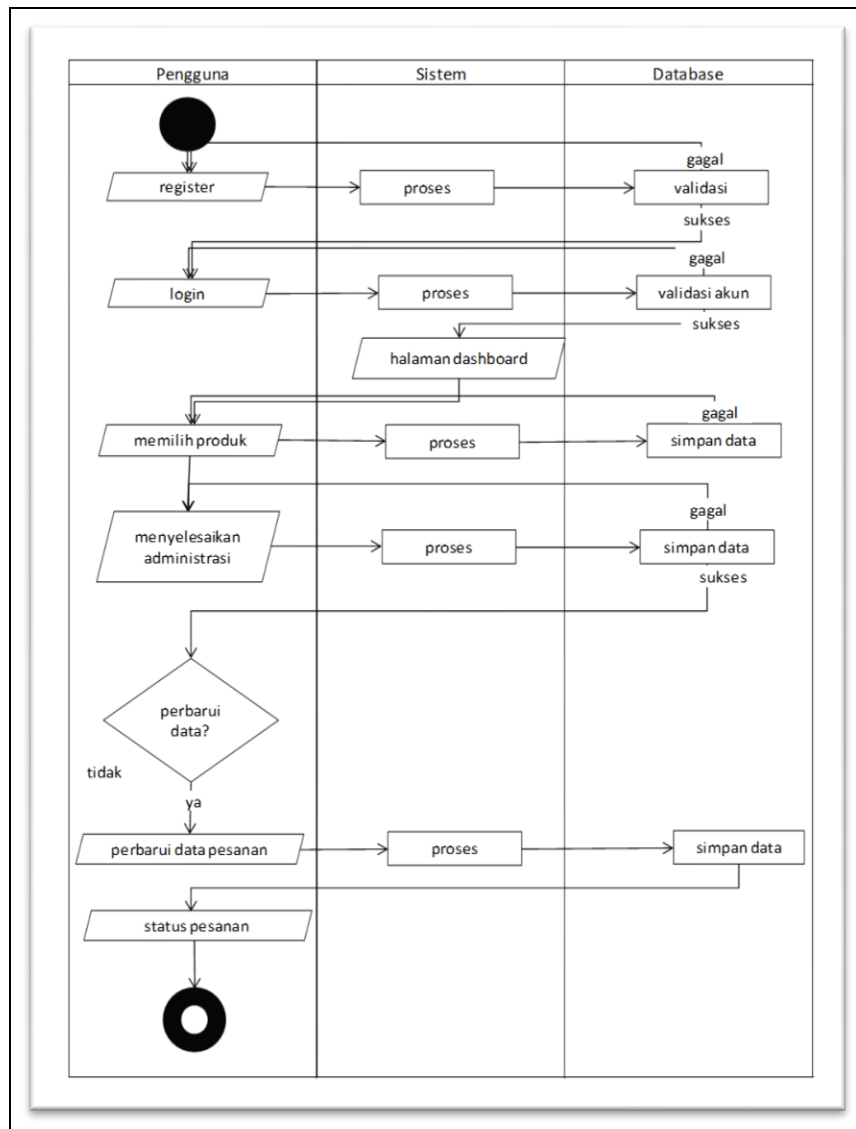 Pengguna
Sistem
Database
gagal
register
proses
validasi
sukses
gagal
login
proses
validasi akun
sukses
halaman dashboard
gagal
memilih produk
proses
simpan data
gagal
menyelesaikan
administrasi
proses
simpan data
sukses
perbarui
data?
tidak
ya
perbarui data pesanan
proses
simpan data
status pesanan